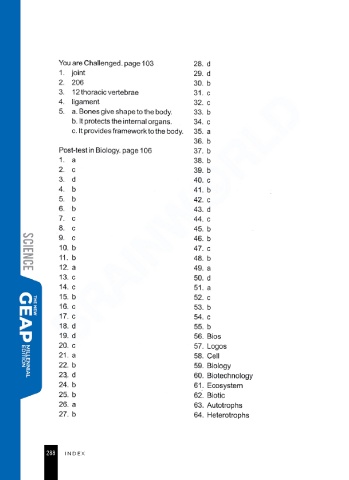 You are Challenged. page 103
1. joint
2. 206
3. 12 thoracic vertebrae
4. ligament
5. a. Bones give shape to the body.
b. It protects the internal organs.
c. It provides framework to the body.
Post-test in Biology. page 106
1. a
2. c
3. d
4. b
5. b
6. b
7. c
8. c
9. c
10. b
11. b
12. a
13. c
14. c
15. b
16. c
17. c
18. d
19. d
20. c
21. a
22. b
23. d
24. b
25. b
26. a
27. b
28. d
29. d
30. b
31. c
32. c
33. b
34. c
35. a
36. b
37. b
38. b
39. b
40. c
41. b
42. c
43. d
44. c
45. b
46. b
47. c
48. b
49. a
50. d
51. a
52. c
53. b
54. c
55. b
56. Bios
57. Logos
58. Cell
59. Biology
60. Biotechnology
61. Ecosystem
62. Biotic
63. Autotrophs
64. Heterotrophs
SCIENCE
THE NEW
GEAP
MILLENNIAL
EDITION
288 INDEX
BRAINWORLD